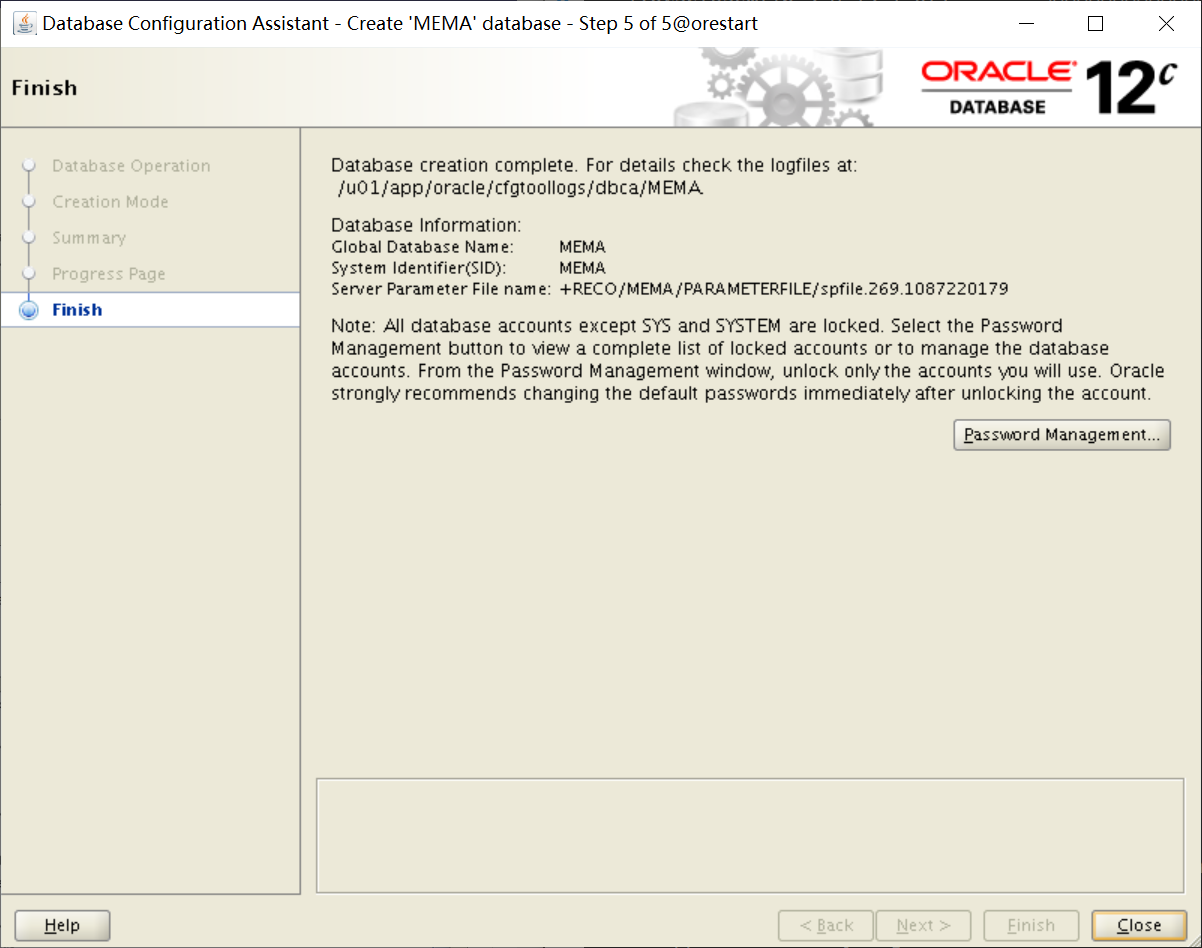 Database Configuration Assistant - Create 'MEMA' database - Step 5 of 5@orestart
Finish
ORACLE
DATABASE
12c
Database Operation
Creation Mode
Summary
Progress Page
Finish
Database creation complete. For details check the logfiles at:
/u01/app/oracle/cfgtoollogs/dbca/MEMA.
Database Information:
Global Database Name: MEMA
System Identifier(SID): MEMA
Server Parameter File name: +RECO/MEMA/PARAMETERFILE/spfile.269.1087220179
Note: All database accounts except SYS and SYSTEM are locked. Select the Password
Management button to view a complete list of locked accounts or to manage the database
accounts. From the Password Management window, unlock only the accounts you will use. Oracle
strongly recommends changing the default passwords immediately after unlocking the account.
Password Management...
Help
< Back
Next >
Finish
Close